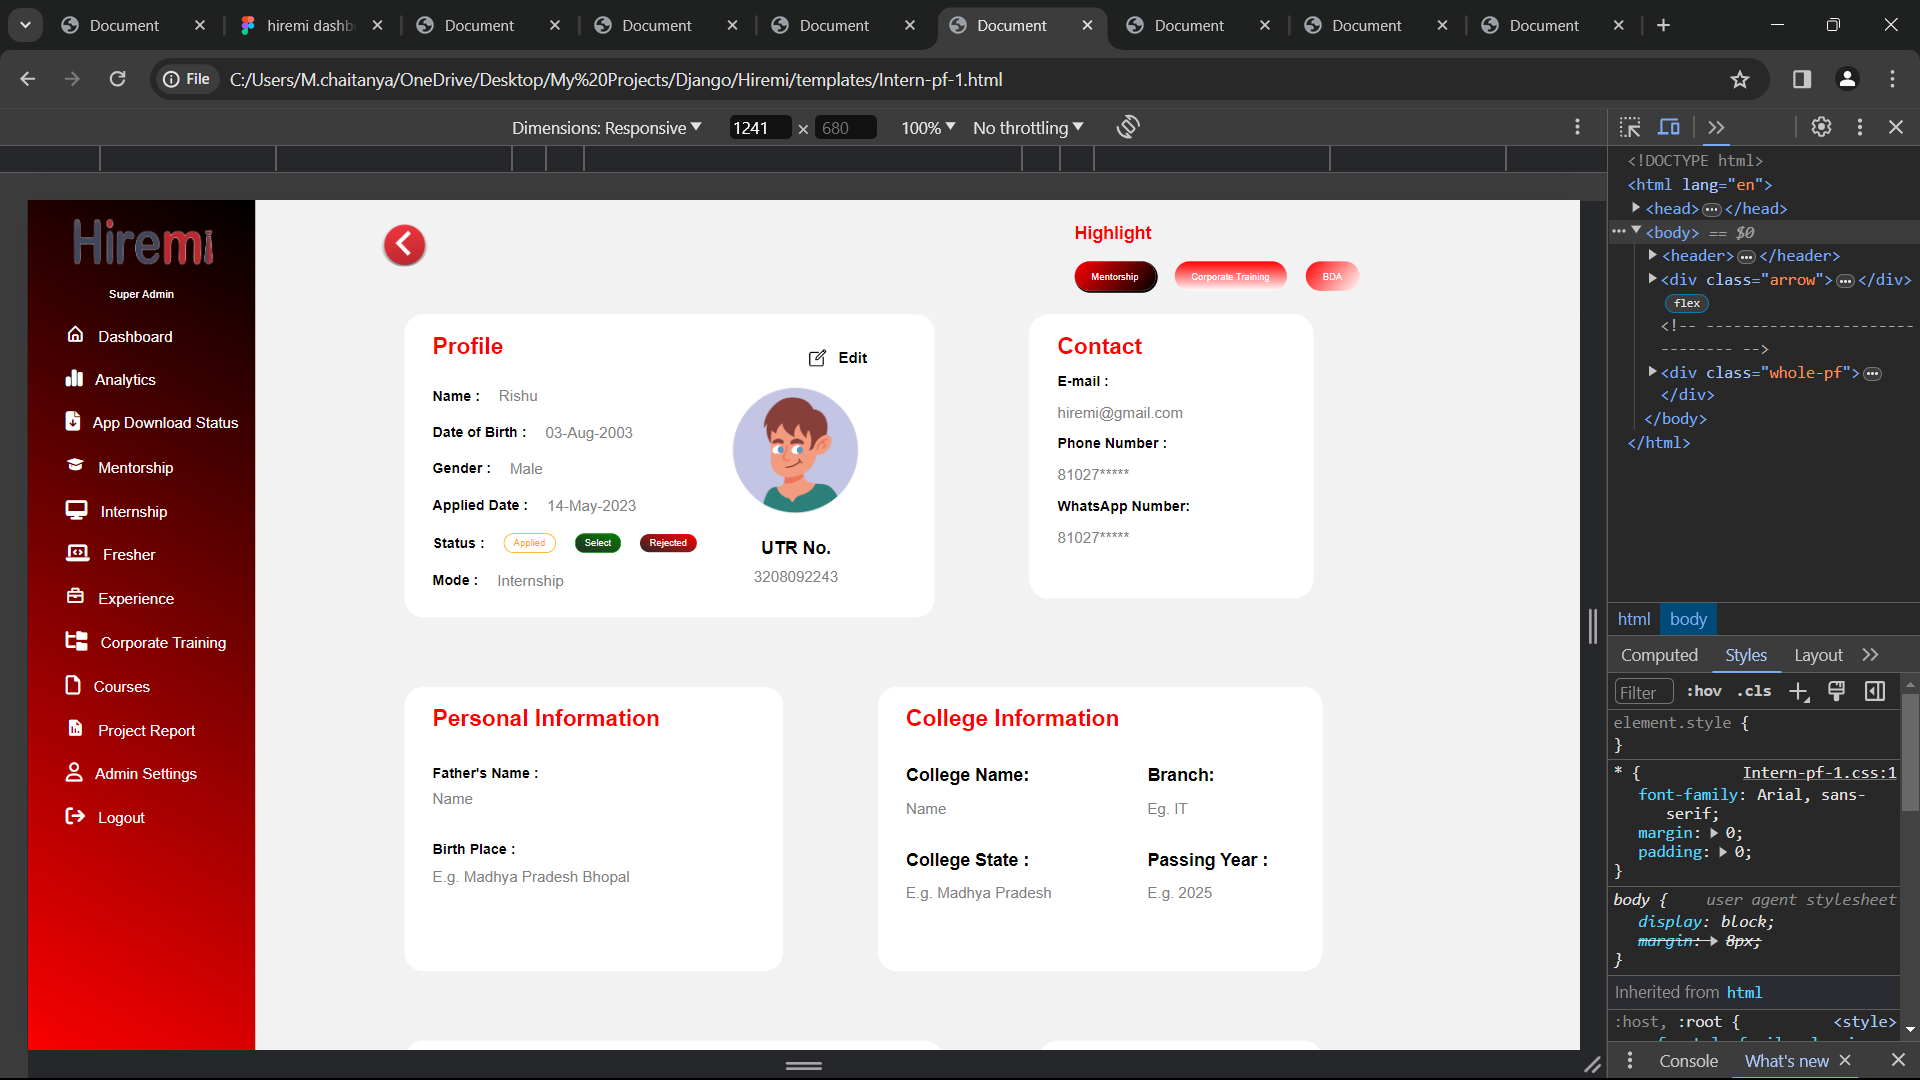 Document
hiremi dashb
Document
Document
Document
Document
Document
Document
Document
File
C:/Users/M.chaitanya/OneDrive/Desktop/My%20Projects/Django/Hiremi/templates/Intern-pf-1.html
Dimensions: Responsive
1241 × 680
100%
No throttling
Hiremi
Super Admin
Dashboard
Analytics
App Download Status
Mentorship
Internship
Fresher
Experience
Corporate Training
Courses
Project Report
Admin Settings
Logout
Highlight
Mentorship
Corporate Training
BDA
Profile
Edit
Name : Rishu
Date of Birth : 03-Aug-2003
Gender : Male
Applied Date : 14-May-2023
Status : Applied Select Rejected
Mode : Internship
UTR No.
3208092243
Contact
E-mail :
hiremi@gmail.com
Phone Number :
81027*****
WhatsApp Number:
81027*****
Personal Information
Father's Name :
Name
Birth Place :
E.g. Madhya Pradesh Bhopal
College Information
College Name:
Name
Branch:
Eg. IT
College State :
E.g. Madhya Pradesh
Passing Year :
E.g. 2025
<!DOCTYPE html>
<html lang="en">
<head> ••• </head>
••• <body> == $0
<header> ••• </header>
<div class="arrow"> ••• </div>
flex
<!-- -----------------------
-------- -->
<div class="whole-pf"> •••
</div>
</body>
</html>
html body
Computed Styles Layout
Filter :hov .cls
element.style {
}
* { Intern-pf-1.css:1
font-family: Arial, sans-
serif;
margin: 0;
padding: 0;
}
body { user agent stylesheet
display: block;
margin: 8px;
}
Inherited from html
:host, :root { <style>
Console What's new